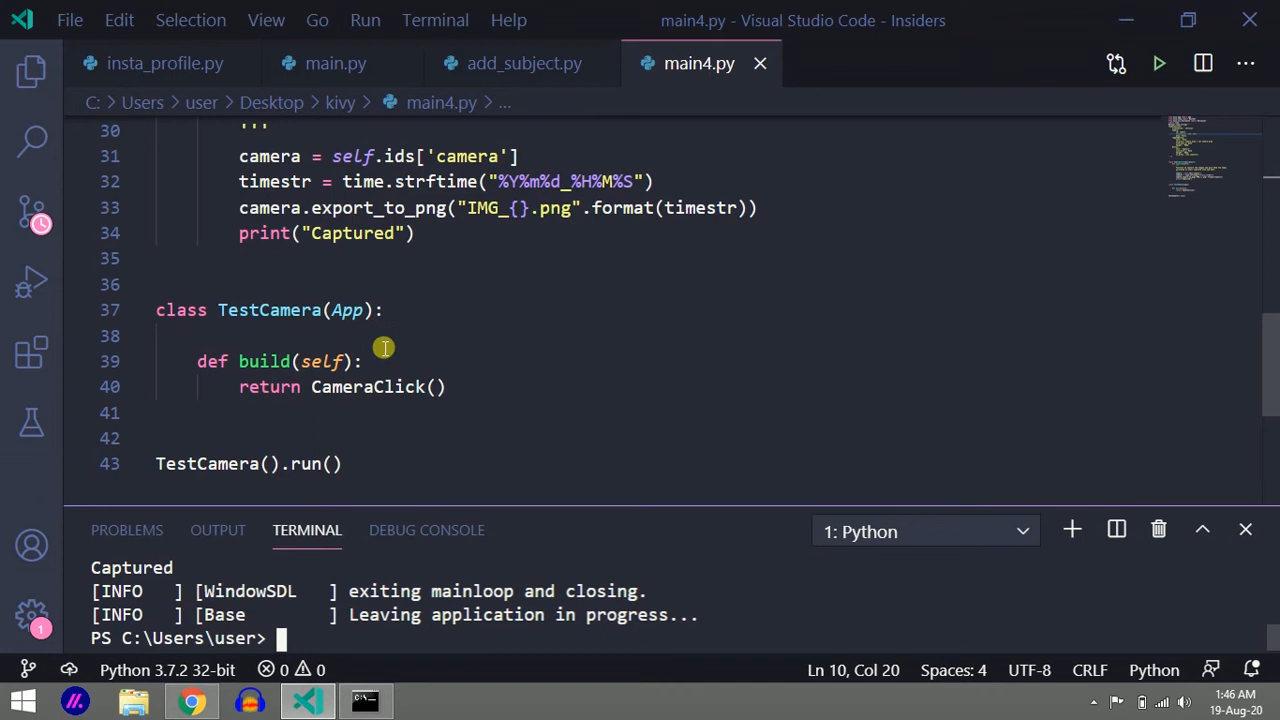 File Edit Selection View Go Run Terminal Help main4.py - Visual Studio Code - Insiders
insta_profile.py main.py add_subject.py main4.py
C: > Users > user > Desktop > kivy > main4.py > ...
30 '''
31 camera = self.ids['camera']
32 timestr = time.strftime("%Y%m%d_%H%M%S")
33 camera.export_to_png("IMG_{}.png".format(timestr))
34 print("Captured")
35
36
37 class TestCamera(App):
38
39 def build(self):
40 return CameraClick()
41
42
43 TestCamera().run()
PROBLEMS OUTPUT TERMINAL DEBUG CONSOLE 1: Python
Captured
[INFO   ] [WindowSDL   ] exiting mainloop and closing.
[INFO   ] [Base        ] Leaving application in progress...
PS C:\Users\user>
1
Python 3.7.2 32-bit 0 0 Ln 10, Col 20 Spaces: 4 UTF-8 CRLF Python
1:46 AM
19-Aug-20